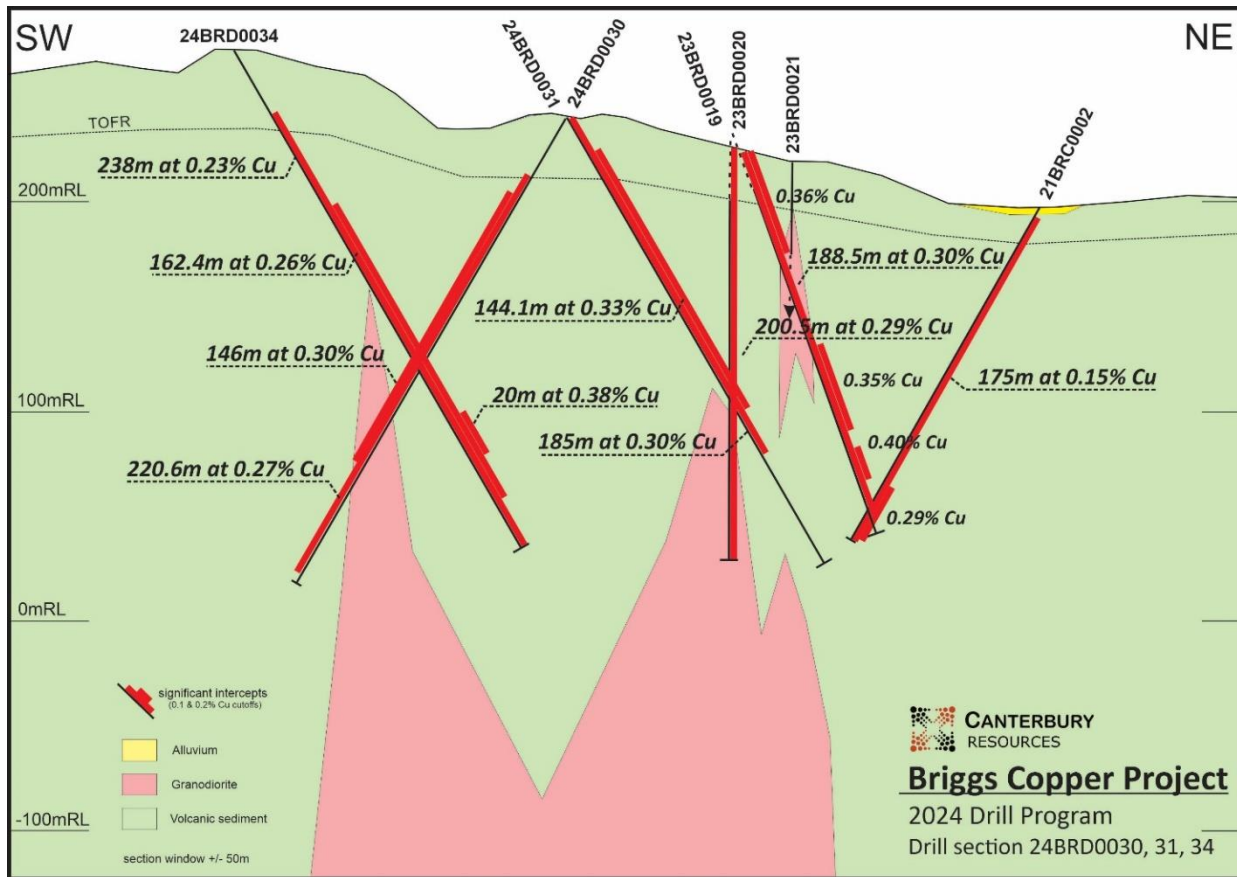 SW
NE
24BRD0034
24BRD0031
24BRD0030
23BRD0019
23BRD0020
23BRD0021
21BRC0002
TOFR
238m at 0.23% Cu
200mRL
0.36% Cu
162.4m at 0.26% Cu
188.5m at 0.30% Cu
144.1m at 0.33% Cu
200.5m at 0.29% Cu
146m at 0.30% Cu
175m at 0.15% Cu
0.35% Cu
20m at 0.38% Cu
100mRL
185m at 0.30% Cu
0.40% Cu
220.6m at 0.27% Cu
0.29% Cu
0mRL
significant intercepts
(0.1 & 0.2% Cu cutoffs)
Alluvium
Granodiorite
Volcanic sediment
-100mRL
section window +/- 50m
CANTERBURY
RESOURCES
Briggs Copper Project
2024 Drill Program
Drill section 24BRD0030, 31, 34